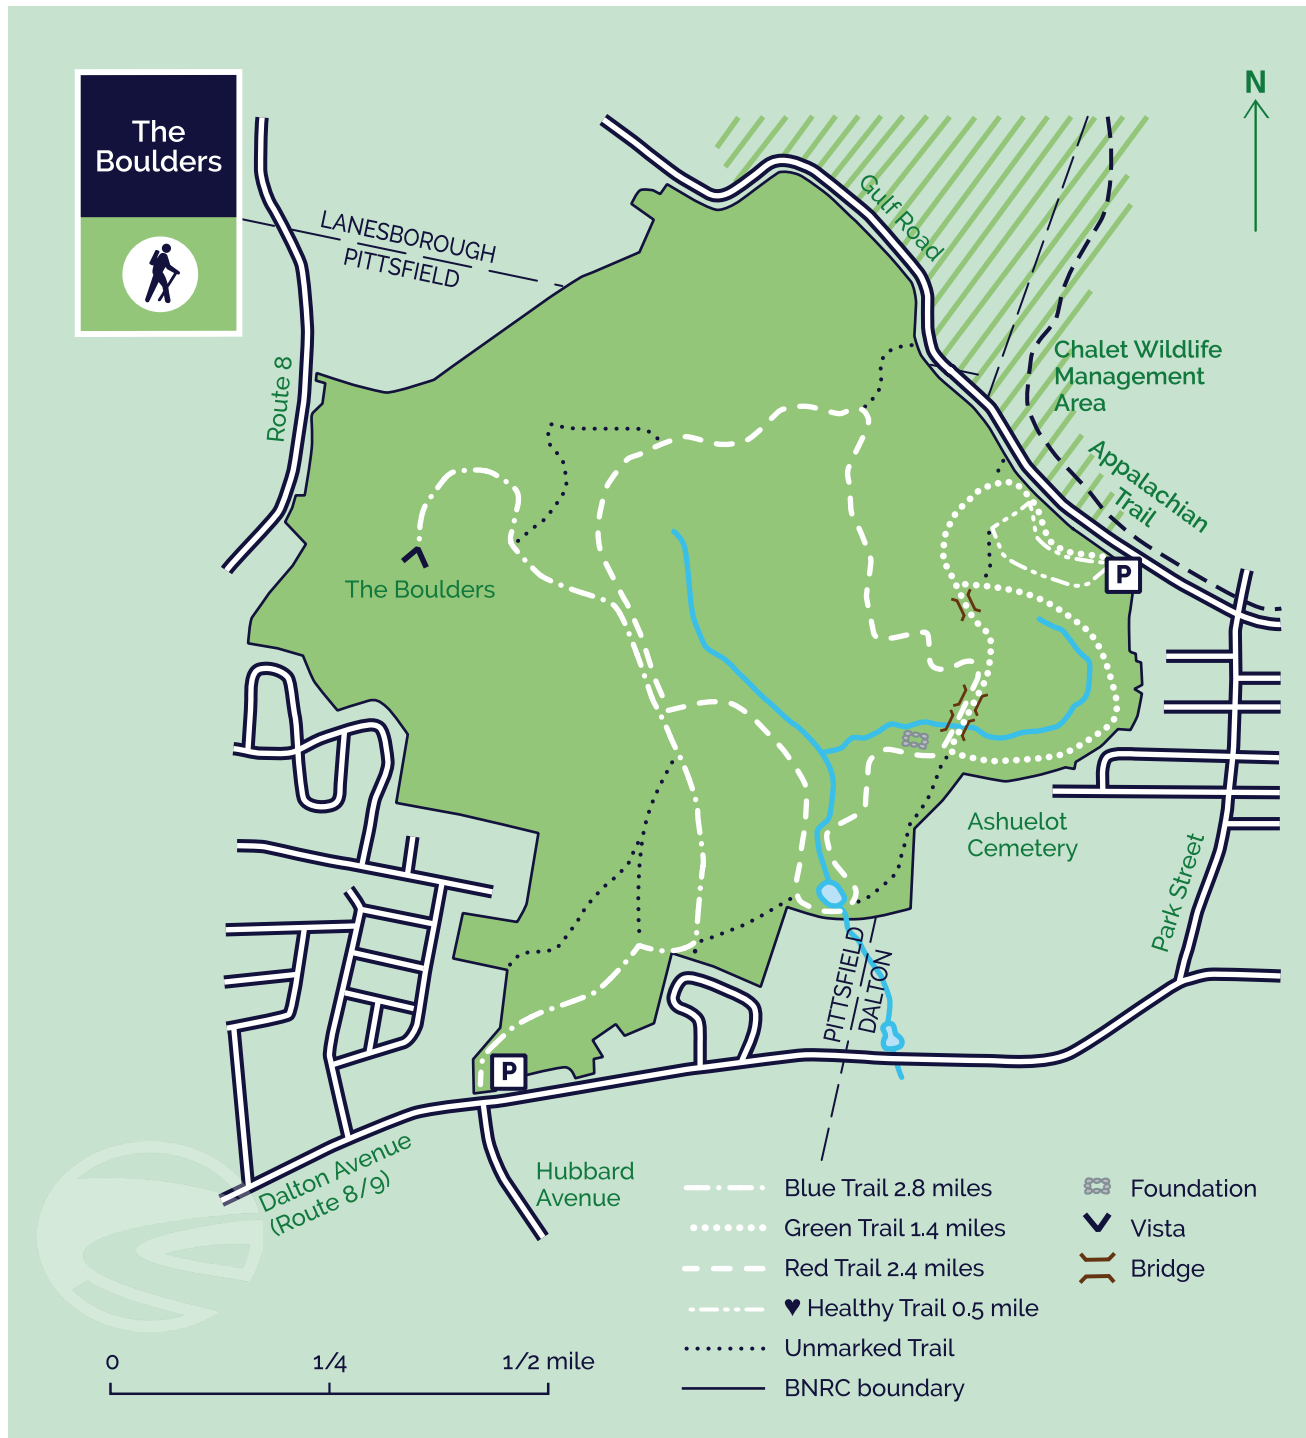 The
Boulders
N
LANESBOROUGH
PITTSFIELD
Gulf Road
Route 8
Chalet Wildlife
Management
Area
Appalachian
Trail
P
The Boulders
Ashuelot
Cemetery
Park Street
PITTSFIELD
DALTON
P
Dalton Avenue
(Route 8/9)
Hubbard
Avenue
Blue Trail 2.8 miles
Green Trail 1.4 miles
Red Trail 2.4 miles
♥ Healthy Trail 0.5 mile
Unmarked Trail
BNRC boundary
Foundation
Vista
Bridge
0 1/4 1/2 mile